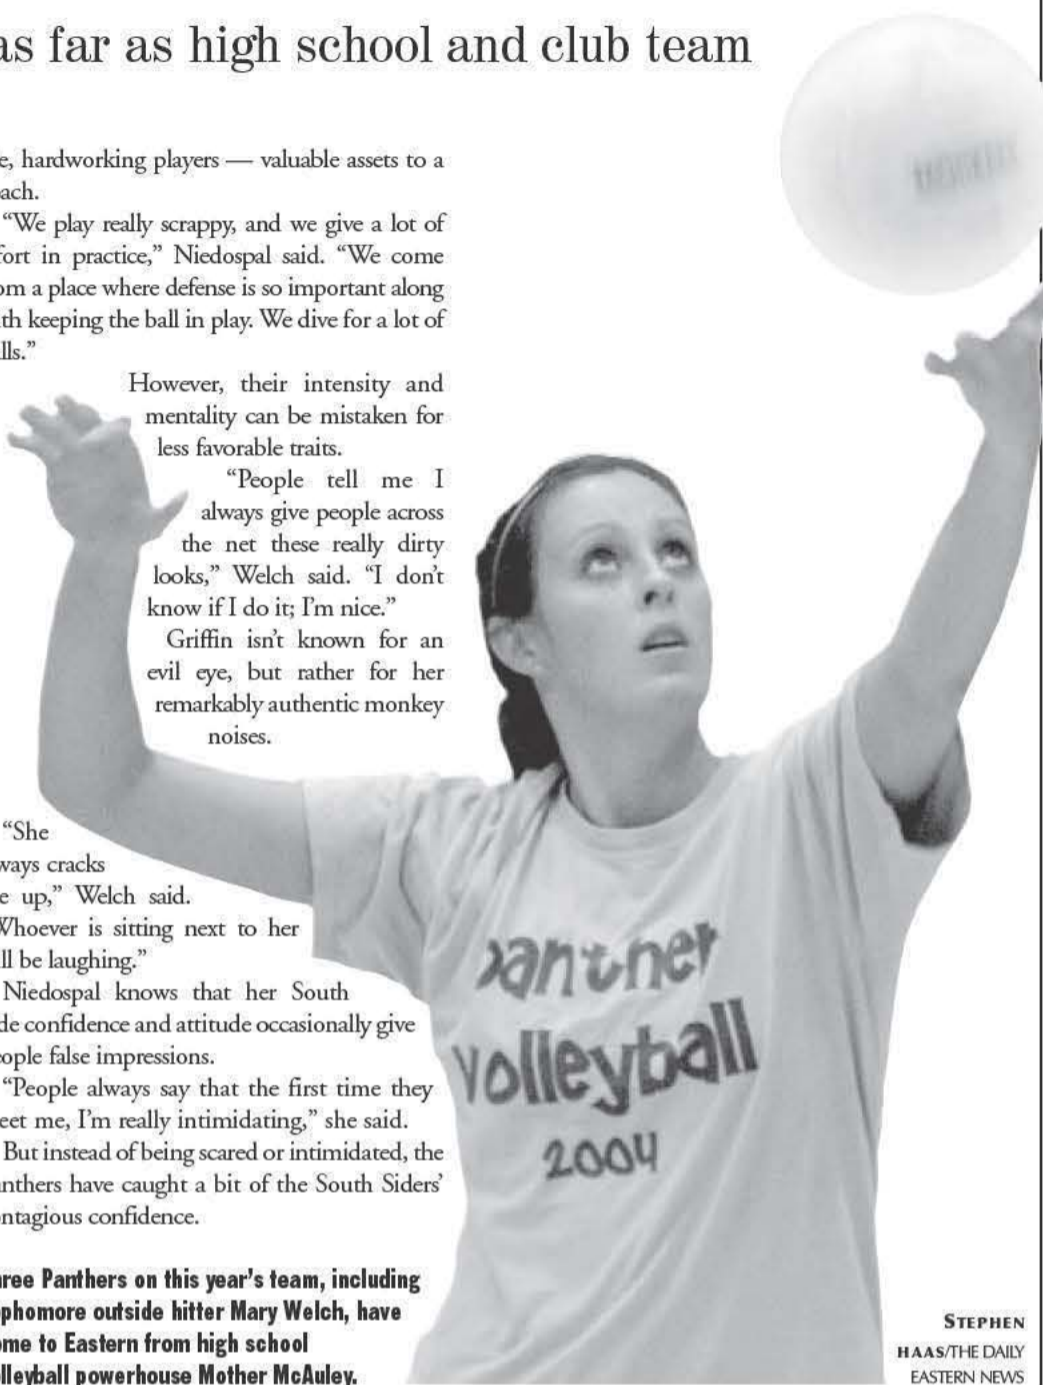 as far as high school and club team
e, hardworking players — valuable assets to a
ach.
“We play really scrappy, and we give a lot of
fort in practice,” Niedospal said. “We come
om a place where defense is so important along
th keeping the ball in play. We dive for a lot of
lls.”
However, their intensity and
mentality can be mistaken for
less favorable traits.
“People tell me I
always give people across
the net these really dirty
looks,” Welch said. “I don’t
know if I do it; I’m nice.”
Griffin isn’t known for an
evil eye, but rather for her
remarkably authentic monkey
noises.
“She
ways cracks
e up,” Welch said.
Whoever is sitting next to her
ll be laughing.”
Niedospal knows that her South
de confidence and attitude occasionally give
ople false impressions.
“People always say that the first time they
eet me, I’m really intimidating,” she said.
But instead of being scared or intimidated, the
nthers have caught a bit of the South Siders’
ntagious confidence.
ree Panthers on this year’s team, including
phomore outside hitter Mary Welch, have
me to Eastern from high school
lleyball powerhouse Mother McAuley.
panther
volleyball
2004
STEPHEN
HAAS/THE DAILY
EASTERN NEWS